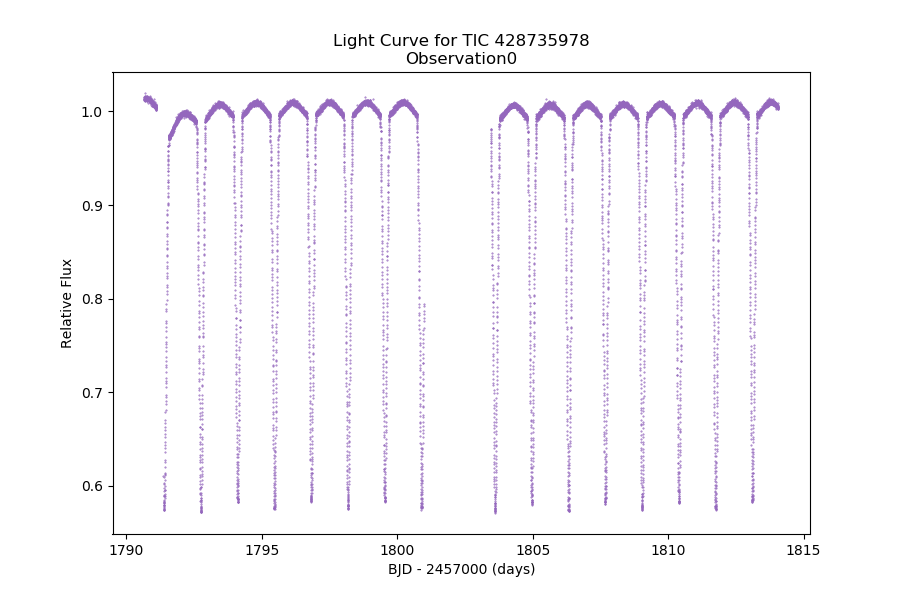 Light Curve for TIC 428735978
Observation0
1.0
0.9
0.8
0.7
0.6
Relative Flux
1790
1795
1800
1805
1810
1815
BJD - 2457000 (days)